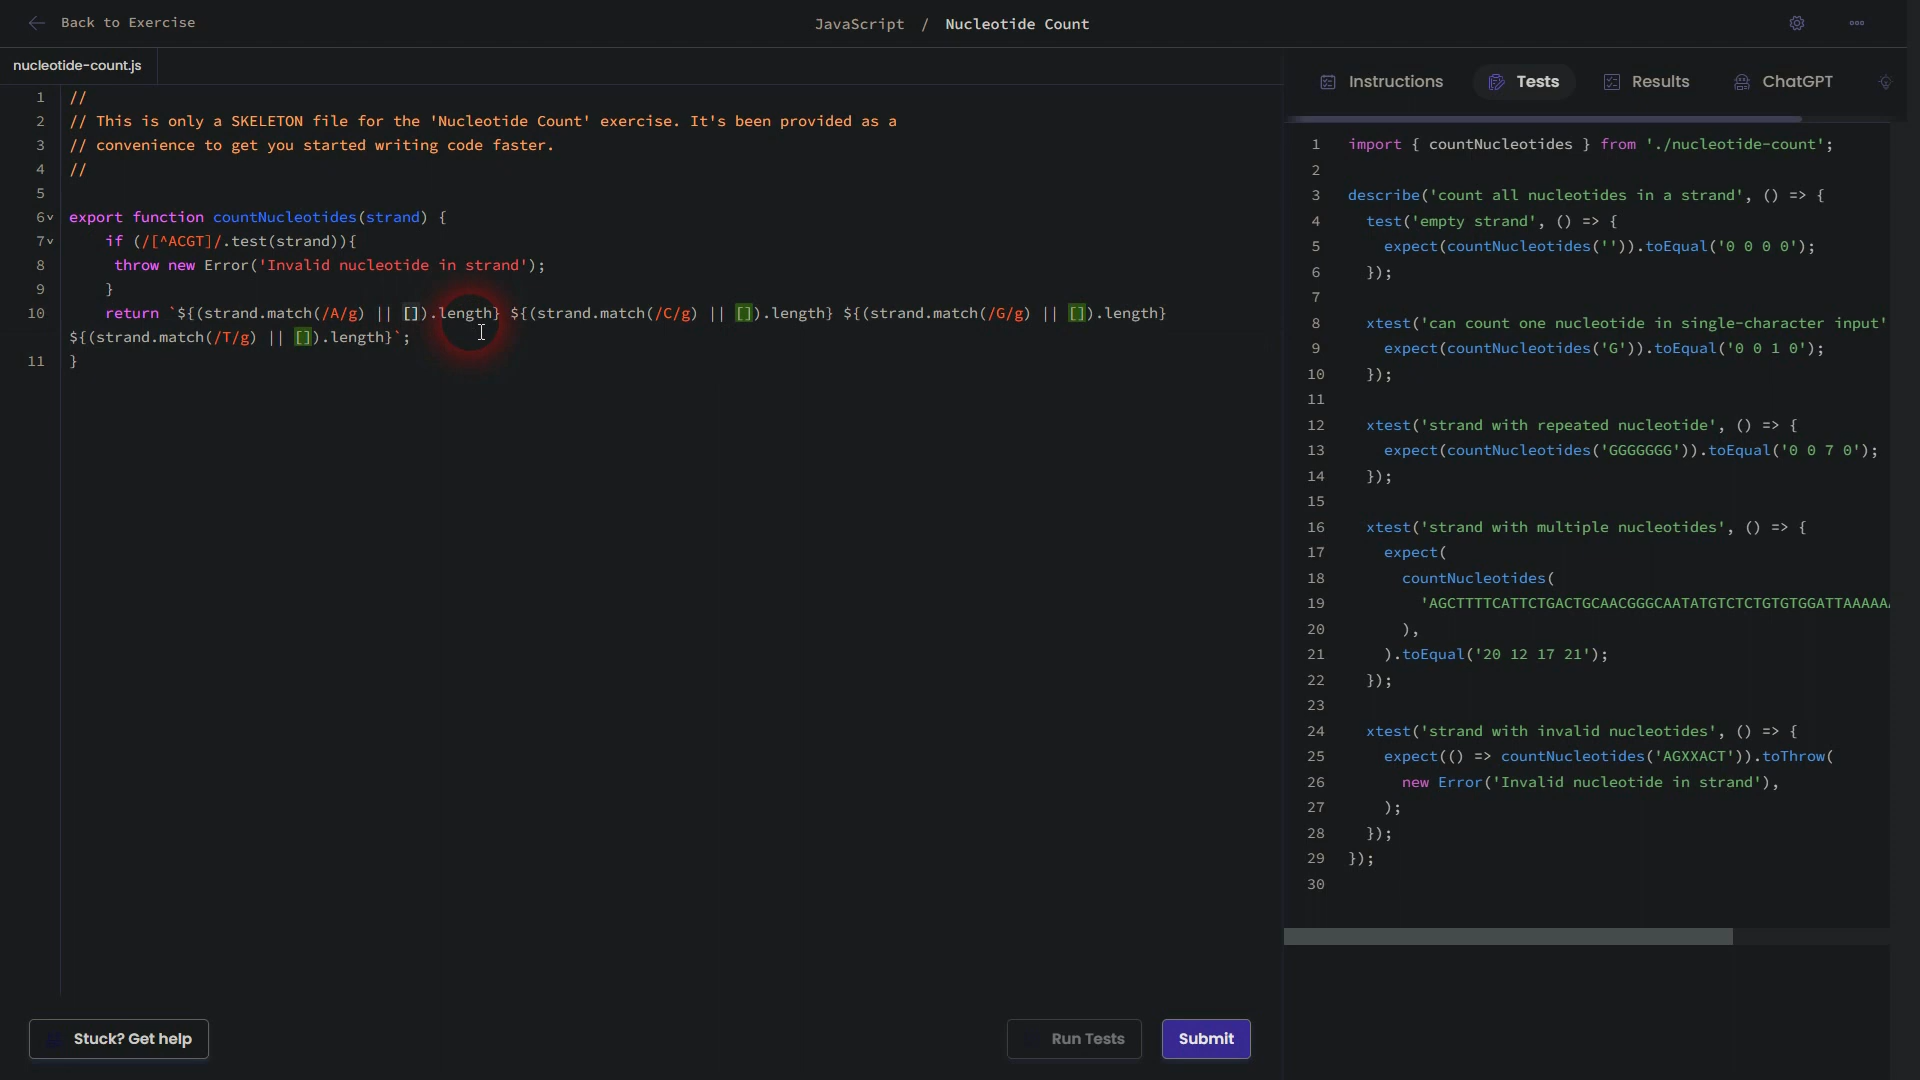 Back to Exercise
JavaScript / Nucleotide Count
nucleotide-count.js
1 //
2 // This is only a SKELETON file for the 'Nucleotide Count' exercise. It's been provided as a
3 // convenience to get you started writing code faster.
4 //
5
6 export function countNucleotides(strand) {
7 if (/[^ACGT]/.test(strand)){
8 throw new Error('Invalid nucleotide in strand');
9 }
10 return `${(strand.match(/A/g) || []).length} ${(strand.match(/C/g) || []).length} ${(strand.match(/G/g) || []).length}
${(strand.match(/T/g) || []).length}`;
11 }
Stuck? Get help
Run Tests
Submit
Instructions
Tests
Results
ChatGPT
1 import { countNucleotides } from './nucleotide-count';
2
3 describe('count all nucleotides in a strand', () => {
4 test('empty strand', () => {
5 expect(countNucleotides('')).toEqual('0 0 0 0');
6 });
7
8 xtest('can count one nucleotide in single-character input'
9 expect(countNucleotides('G')).toEqual('0 0 1 0');
10 });
11
12 xtest('strand with repeated nucleotide', () => {
13 expect(countNucleotides('GGGGGGG')).toEqual('0 0 7 0');
14 });
15
16 xtest('strand with multiple nucleotides', () => {
17 expect(
18 countNucleotides(
19 'AGCTTTTCATTCTGACTGCAACGGGCAATATGTCTCTGTGTGGATTAAAAAA
20 ),
21 ).toEqual('20 12 17 21');
22 });
23
24 xtest('strand with invalid nucleotides', () => {
25 expect(() => countNucleotides('AGXXACT')).toThrow(
26 new Error('Invalid nucleotide in strand'),
27 );
28 });
29 });
30